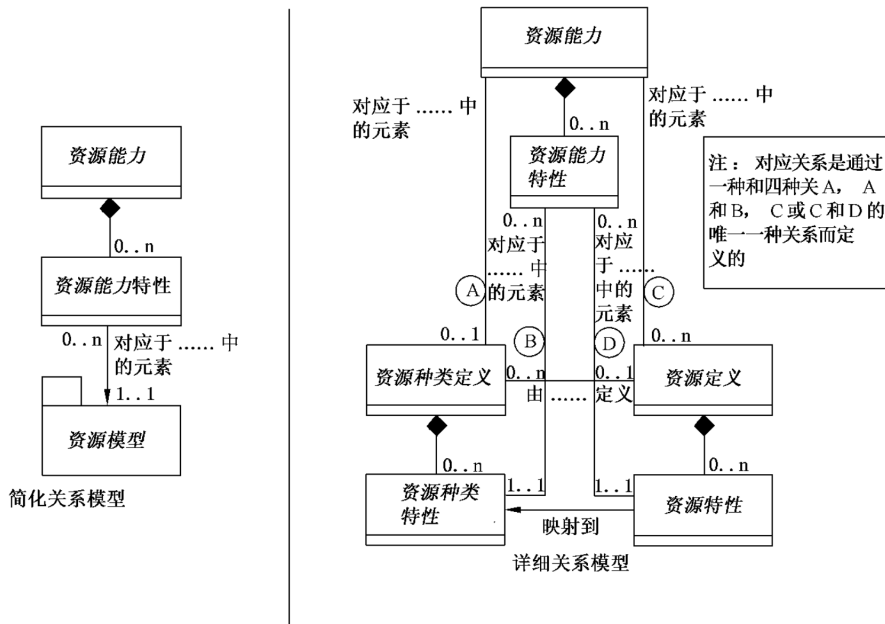 资源能力
0..n
资源能力特性
0..n
对应于 …… 中
的元素
1..1
资源模型
简化关系模型
资源能力
对应于 …… 中
的元素
对应于 …… 中
的元素
0..n
资源能力
特性
0..n
0..n
对应于
…… 中
的元素
对应
于 ……
中的
元素
A
C
B
D
0..1
0..n
资源种类定义
0..n
0..1
资源定义
由 …… 定义
0..n
0..n
资源种类
特性
1..1
1..1
资源特性
映射到
详细关系模型
注： 对应关系是通过
一种和四种关A， A
和B， C或C和D的
唯一一种关系而定
义的